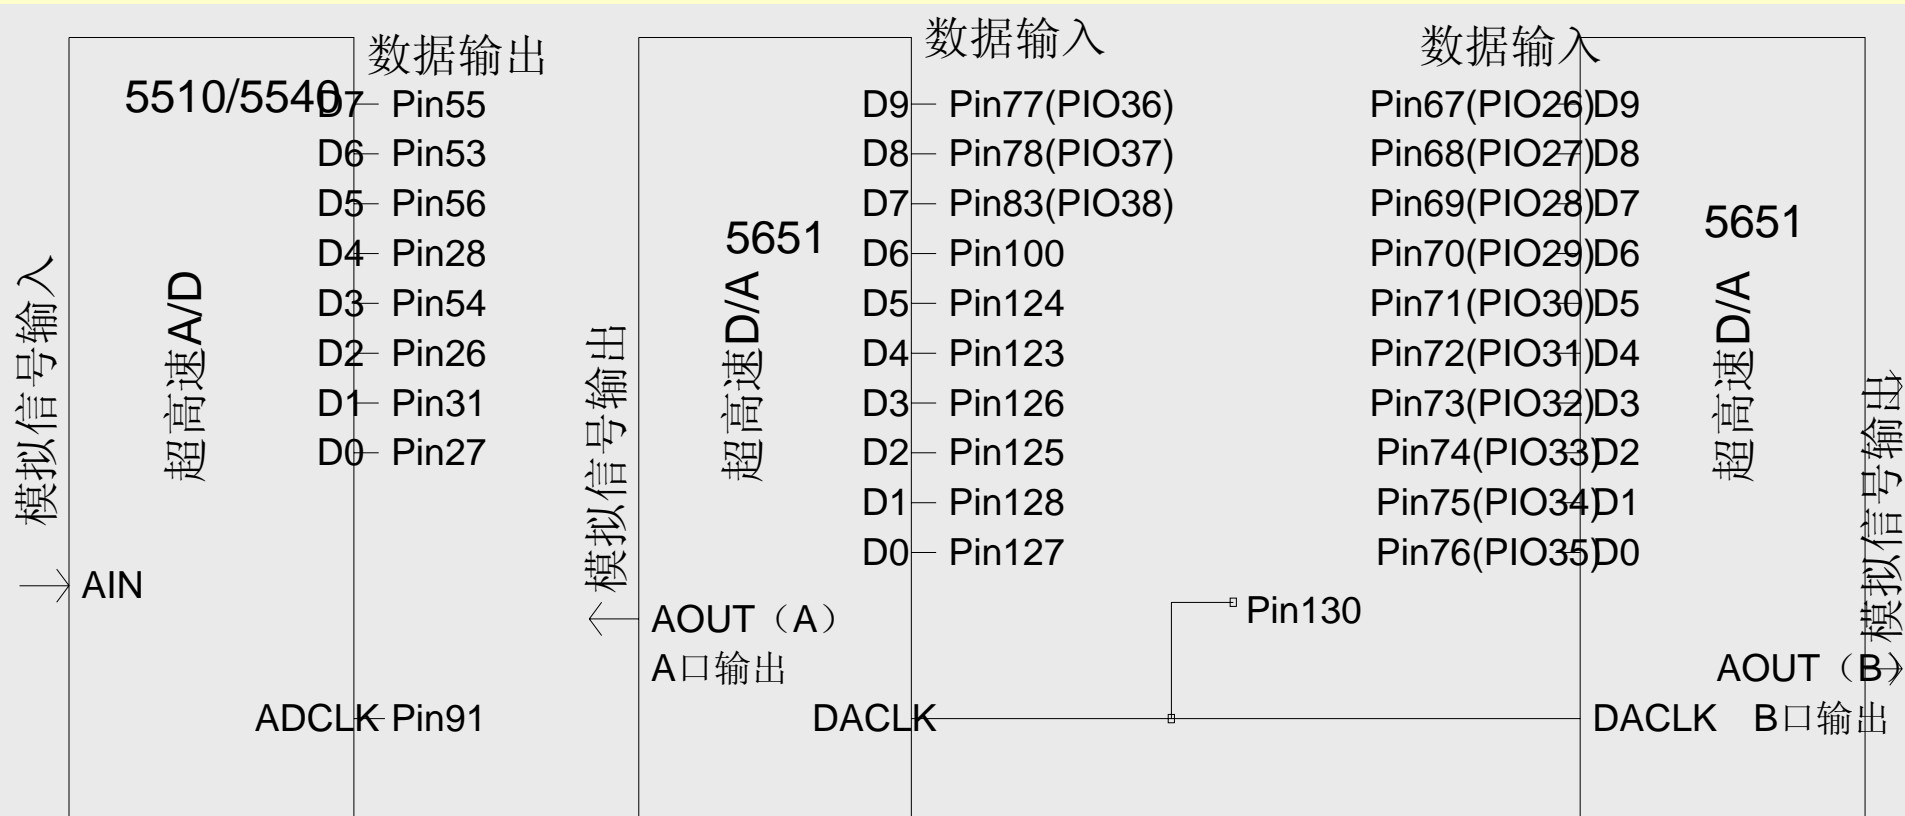 数据输出
5510/5540
D7 Pin55
D6 Pin53
D5 Pin56
D4 Pin28
D3 Pin54
D2 Pin26
D1 Pin31
D0 Pin27
模拟信号输入
超高速A/D
AIN
ADCLK Pin91
数据输入
D9 Pin77(PIO36)
D8 Pin78(PIO37)
D7 Pin83(PIO38)
D6 Pin100
D5 Pin124
D4 Pin123
D3 Pin126
D2 Pin125
D1 Pin128
D0 Pin127
5651
超高速D/A
模拟信号输出
AOUT（A）
A口输出
DACLK
Pin130
数据输入
Pin67(PIO26)D9
Pin68(PIO27)D8
Pin69(PIO28)D7
Pin70(PIO29)D6
Pin71(PIO30)D5
Pin72(PIO31)D4
Pin73(PIO32)D3
Pin74(PIO33)D2
Pin75(PIO34)D1
Pin76(PIO35)D0
5651
超高速D/A
模拟信号输出
AOUT（B）
DACLK B口输出